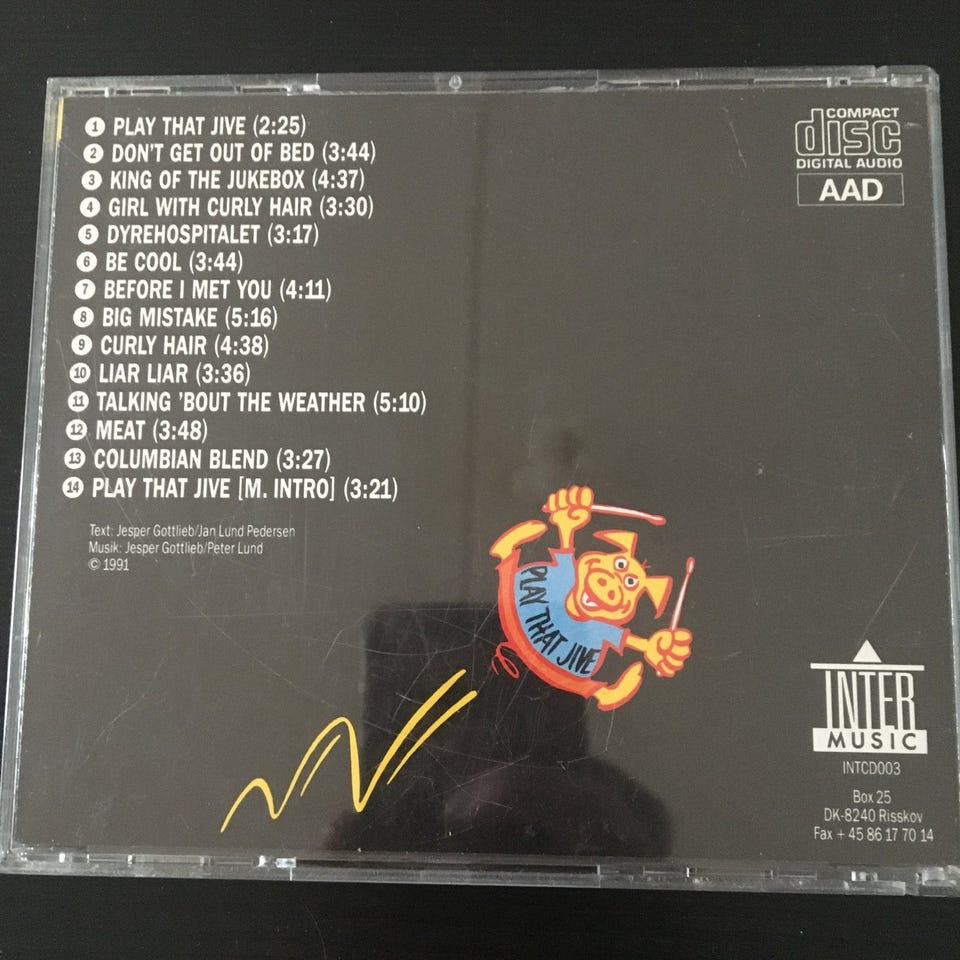 1 PLAY THAT JIVE (2:25)
2 DON'T GET OUT OF BED (3:44)
3 KING OF THE JUKEBOX (4:37)
4 GIRL WITH CURLY HAIR (3:30)
5 DYREHOSPITALET (3:17)
6 BE COOL (3:44)
7 BEFORE I MET YOU (4:11)
8 BIG MISTAKE (5:16)
9 CURLY HAIR (4:38)
10 LIAR LIAR (3:36)
11 TALKING 'BOUT THE WEATHER (5:10)
12 MEAT (3:48)
13 COLUMBIAN BLEND (3:27)
14 PLAY THAT JIVE [M. INTRO] (3:21)
Text: Jesper Gottlieb/Jan Lund Pedersen
Musik: Jesper Gottlieb/Peter Lund
© 1991
COMPACT
disc
DIGITAL AUDIO
AAD
PLAY THAT JIVE
INTER
MUSIC
INTCD003
Box 25
DK-8240 Risskov
Fax + 45 86 17 70 14